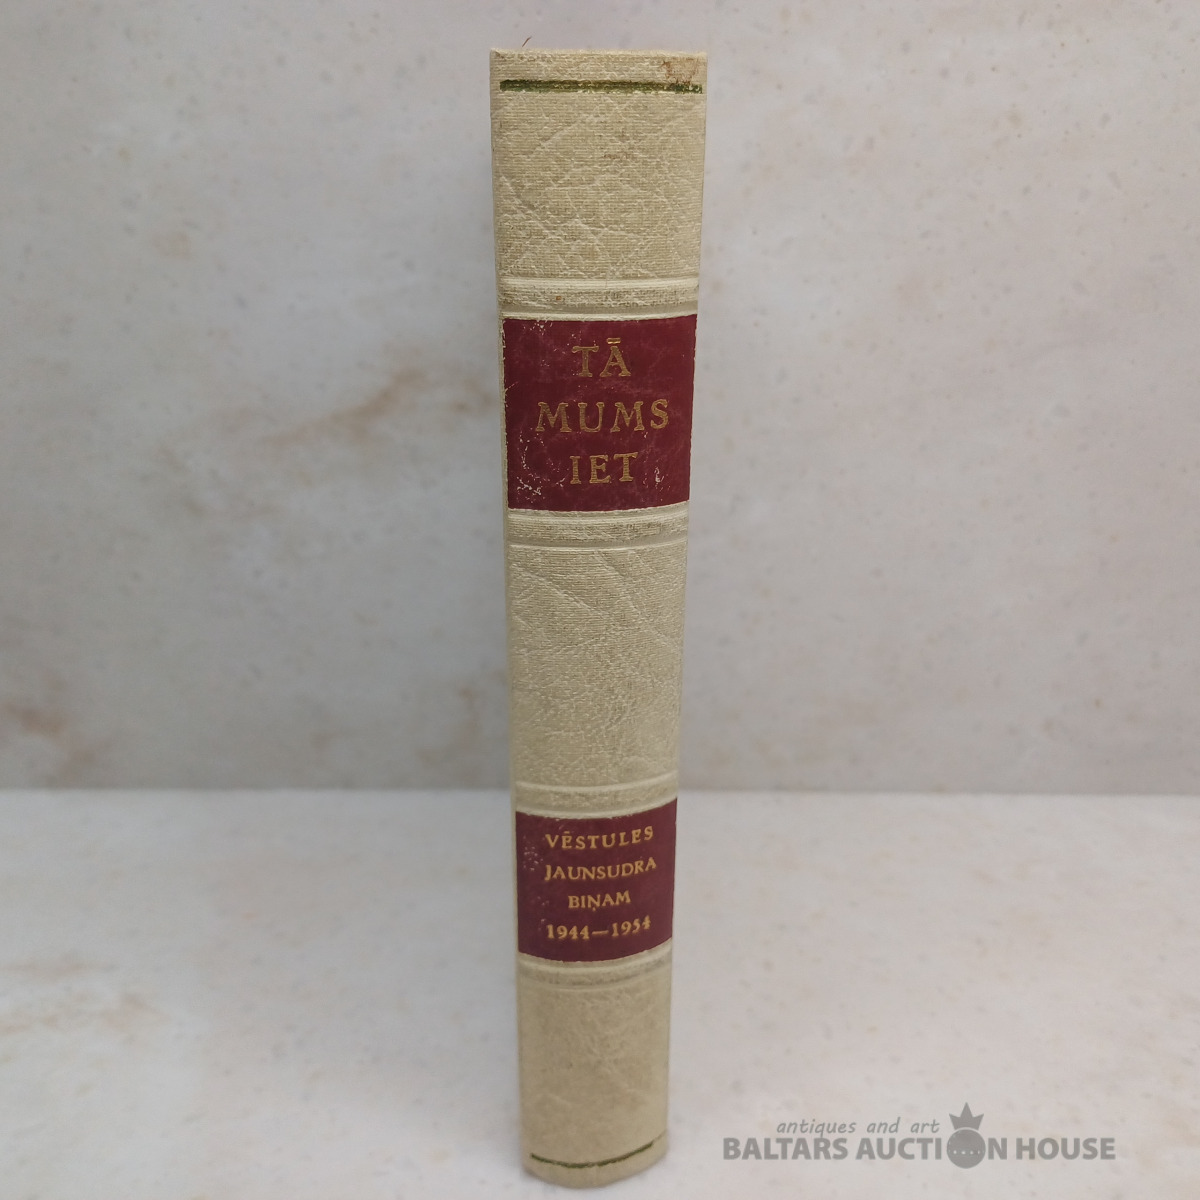 TĀ
MUMS
IET
VĒSTULES
JAUNSUDRA
BIŅAM
1944—1954
antiques and art
BALTARS AUCTION HOUSE